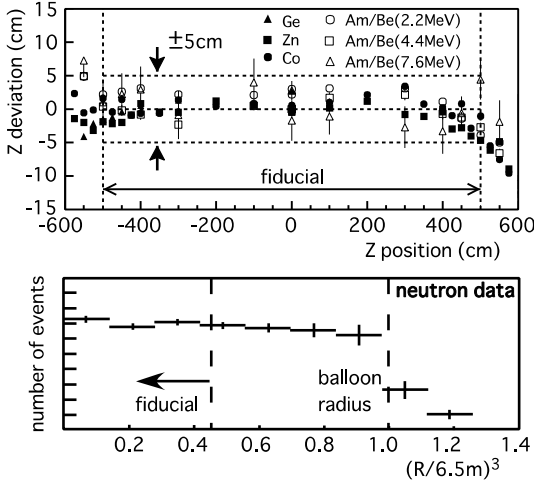 15
10
5
0
-5
-10
-15
Z deviation (cm)
±5cm
Ge
Zn
Co
Am/Be(2.2MeV)
Am/Be(4.4MeV)
Am/Be(7.6MeV)
fiducial
-600 -400 -200 0 200 400 600
Z position (cm)
neutron data
number of events
fiducial
balloon
radius
0.2 0.4 0.6 0.8 1.0 1.2 1.4
(R/6.5m)³